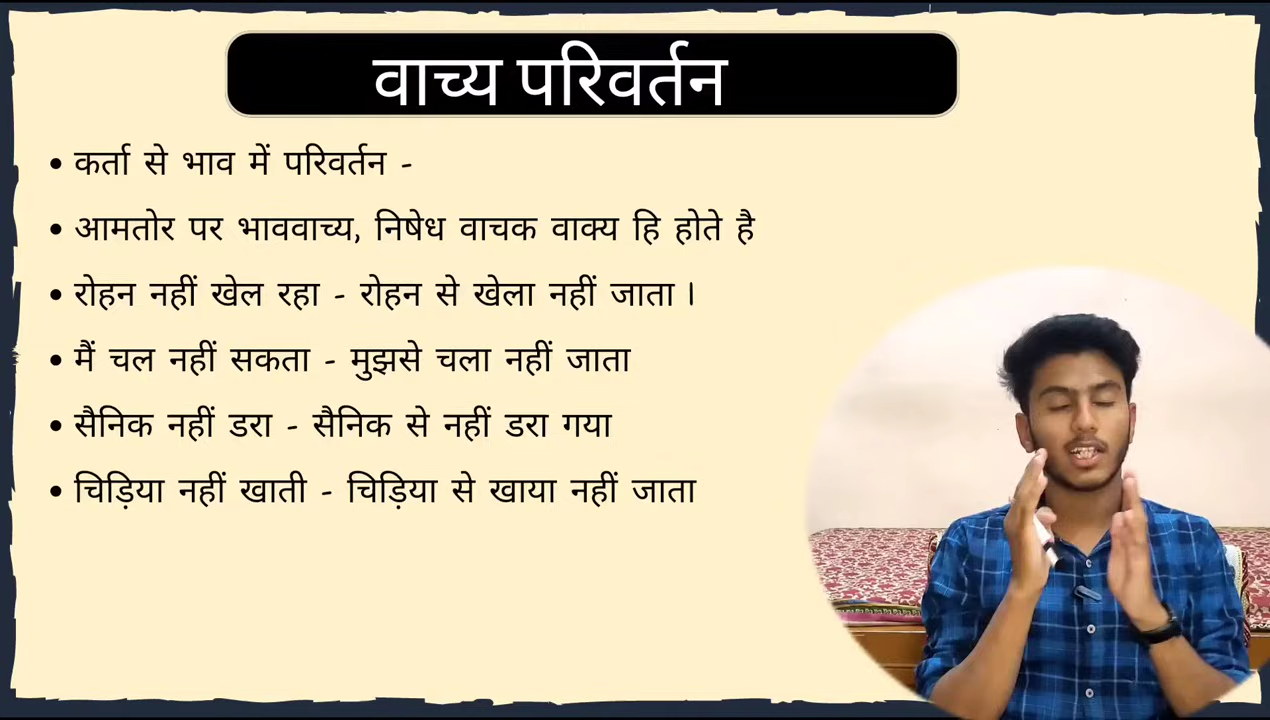 वाच्य परिवर्तन
• कर्ता से भाव में परिवर्तन -
• आमतोर पर भाववाच्य, निषेध वाचक वाक्य हि होते है
• रोहन नहीं खेल रहा - रोहन से खेला नहीं जाता ।
• मैं चल नहीं सकता - मुझसे चला नहीं जाता
• सैनिक नहीं डरा - सैनिक से नहीं डरा गया
• चिड़िया नहीं खाती - चिड़िया से खाया नहीं जाता